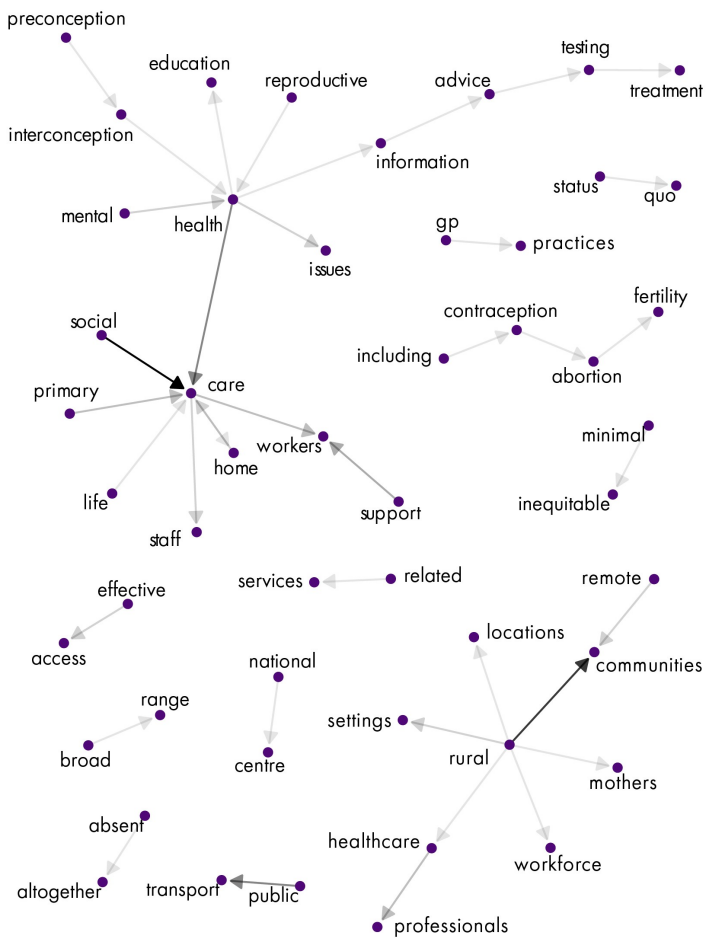 preconception
testing
education
reproductive
advice
treatment
interconception
information
status
quo
mental
health
gp
practices
issues
fertility
contraception
social
including
abortion
care
primary
minimal
workers
home
life
inequitable
support
staff
services
related
remote
effective
locations
access
national
communities
range
settings
broad
centre
rural
mothers
absent
healthcare
workforce
altogether
transport
public
professionals